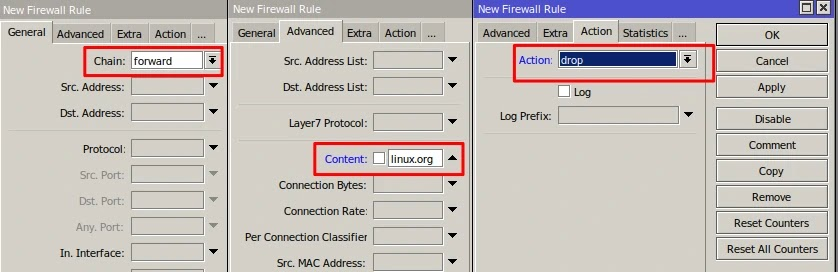 New Firewall Rule
General Advanced Extra Action ...
Chain: forward
Src. Address:
Dst. Address:
Protocol:
Src. Port:
Dst. Port:
Any. Port:
In. Interface:
New Firewall Rule
General Advanced Extra Action ...
Src. Address List:
Dst. Address List:
Layer7 Protocol:
Content: linux.org
Connection Bytes:
Connection Rate:
Per Connection Classifier
Src. MAC Address:
New Firewall Rule
Advanced Extra Action Statistics ...
Action: drop
Log
Log Prefix:
OK
Cancel
Apply
Disable
Comment
Copy
Remove
Reset Counters
Reset All Counters